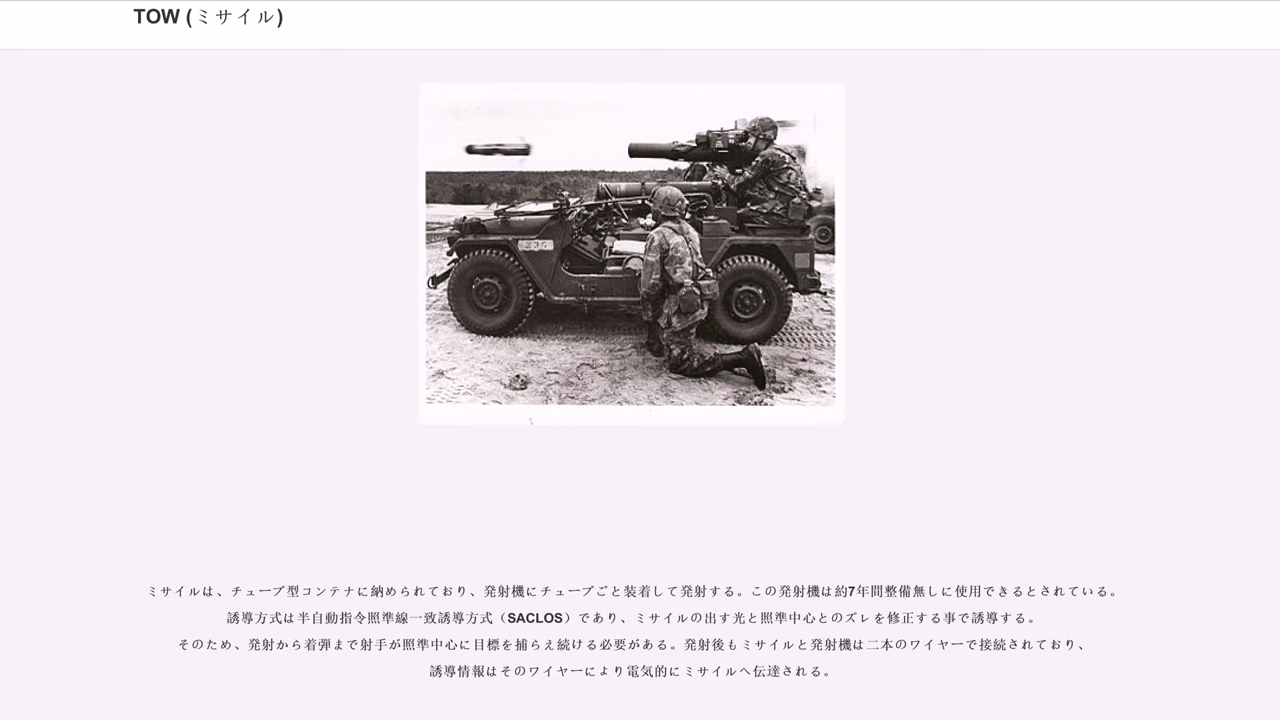 TOW (ミサイル)
ミサイルは、チューブ型コンテナに納められており、発射機にチューブごと装着して発射する。この発射機は約7年間整備無しに使用できるとされている。
誘導方式は半自動指令照準線一致誘導方式（SACLOS）であり、ミサイルの出す光と照準中心とのズレを修正する事で誘導する。
そのため、発射から着弾まで射手が照準中心に目標を捕らえ続ける必要がある。発射後もミサイルと発射機は二本のワイヤーで接続されており、
誘導情報はそのワイヤーにより電気的にミサイルへ伝達される。